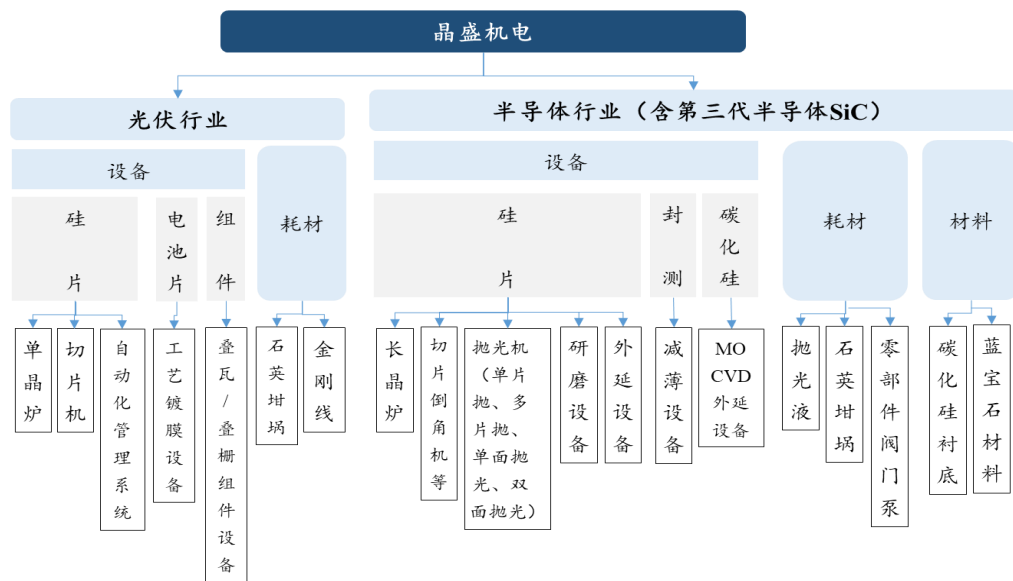 晶盛机电
光伏行业
半导体行业（含第三代半导体SiC）
设备
耗材
硅片
电池片
组件
设备
硅片
封测
碳化硅
耗材
材料
单晶炉
切片机
自动化管理系统
工艺镀膜设备
叠瓦/叠栅组件设备
石英坩埚
金刚线
长晶炉
切片倒角机等
抛光机
（单片
抛、多
片抛、
单面抛
光、双
面抛光）
研磨设备
外延设备
减薄设备
MO
CVD
外延
设备
抛光液
石英坩埚
零部件阀门泵
碳化硅衬底
蓝宝石材料